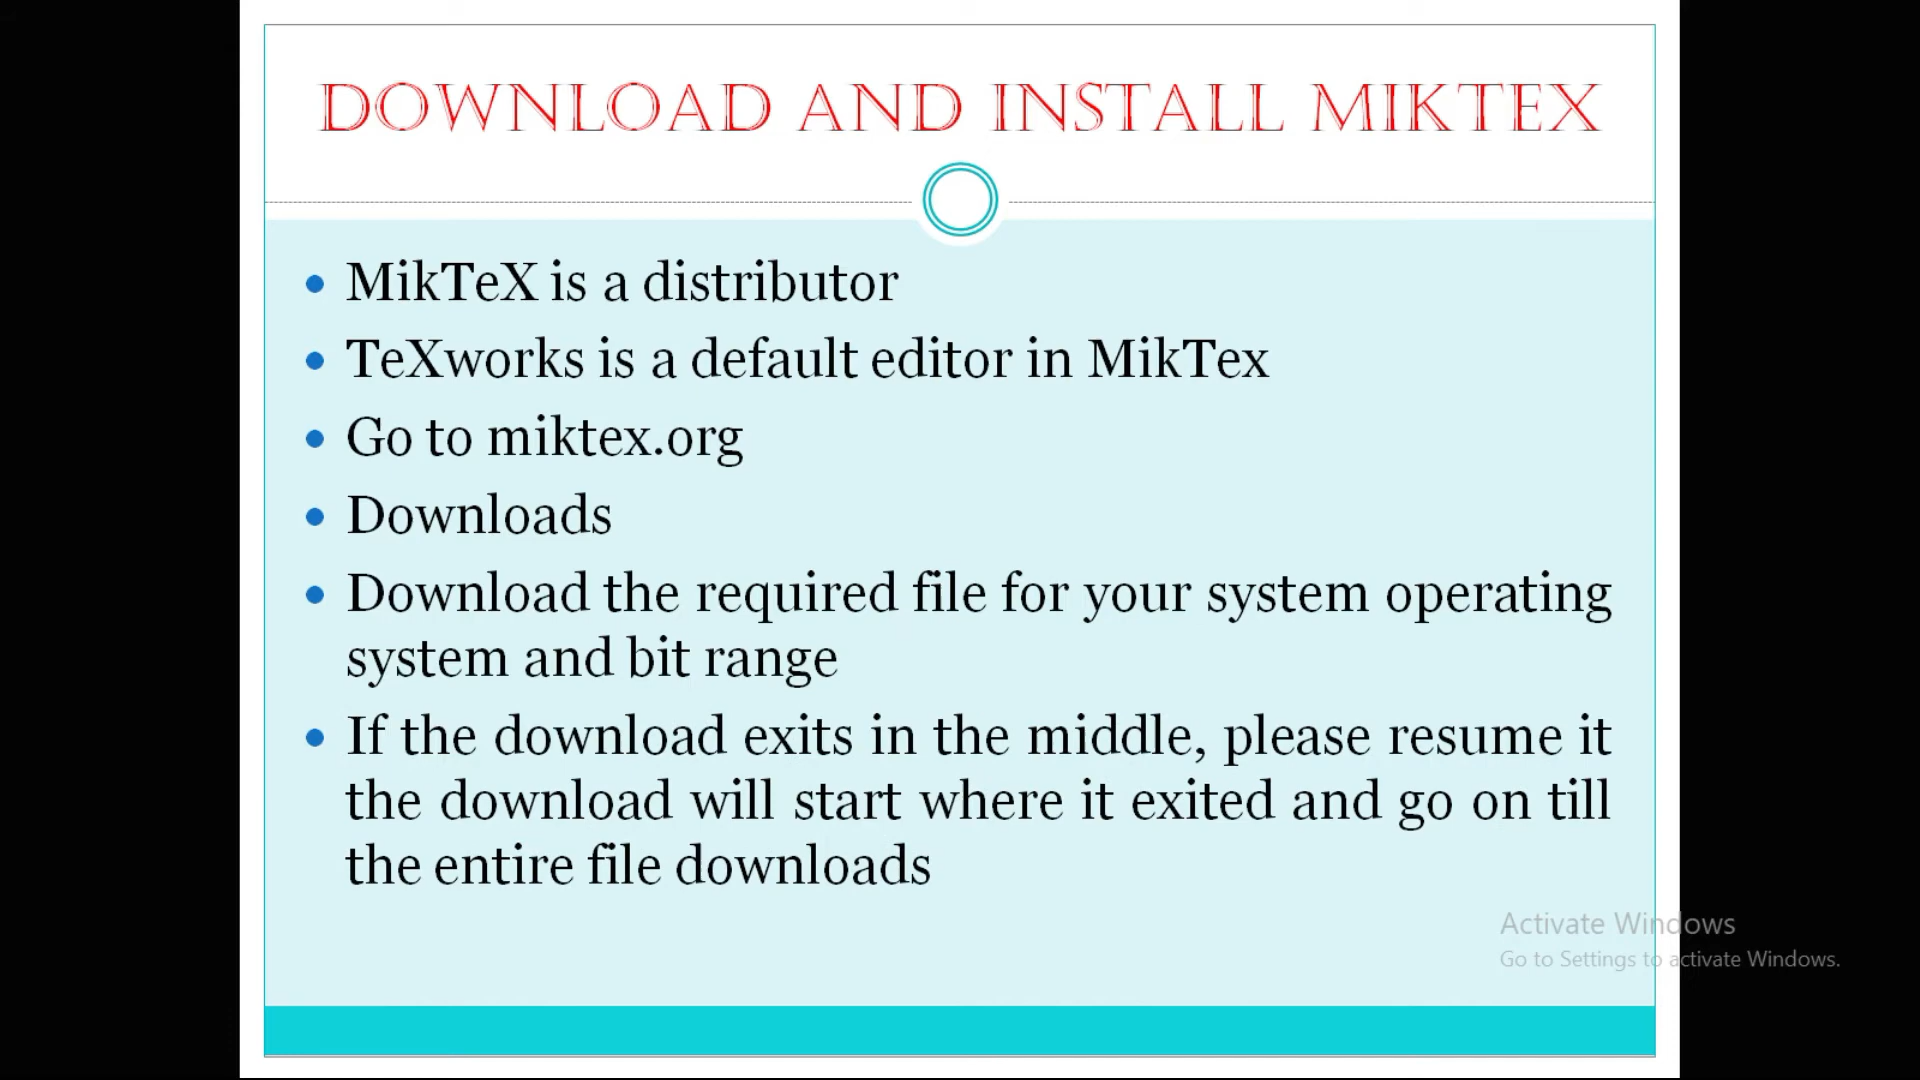 DOWNLOAD AND INSTALL MIKTEX
MikTeX is a distributor
TeXworks is a default editor in MikTex
Go to miktex.org
Downloads
Download the required file for your system operating
system and bit range
If the download exits in the middle, please resume it
the download will start where it exited and go on till
the entire file downloads
Activate Windows
Go to Settings to activate Windows.